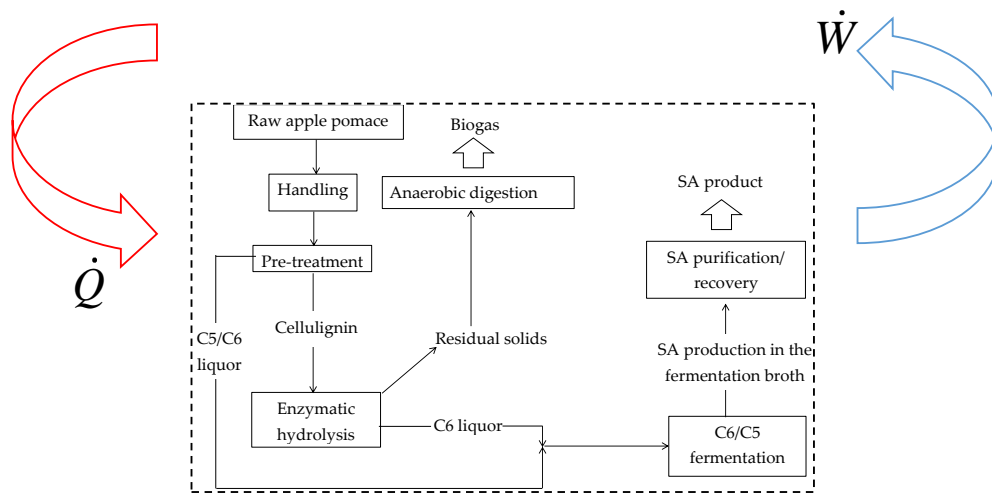 Ẇ
Raw apple pomace
Biogas
Handling
Anaerobic digestion
SA product
Pre-treatment
SA purification/
recovery
Q̇
Cellulignin
C5/C6
liquor
Residual solids
SA production in the
fermentation broth
Enzymatic
hydrolysis
C6 liquor
C6/C5
fermentation